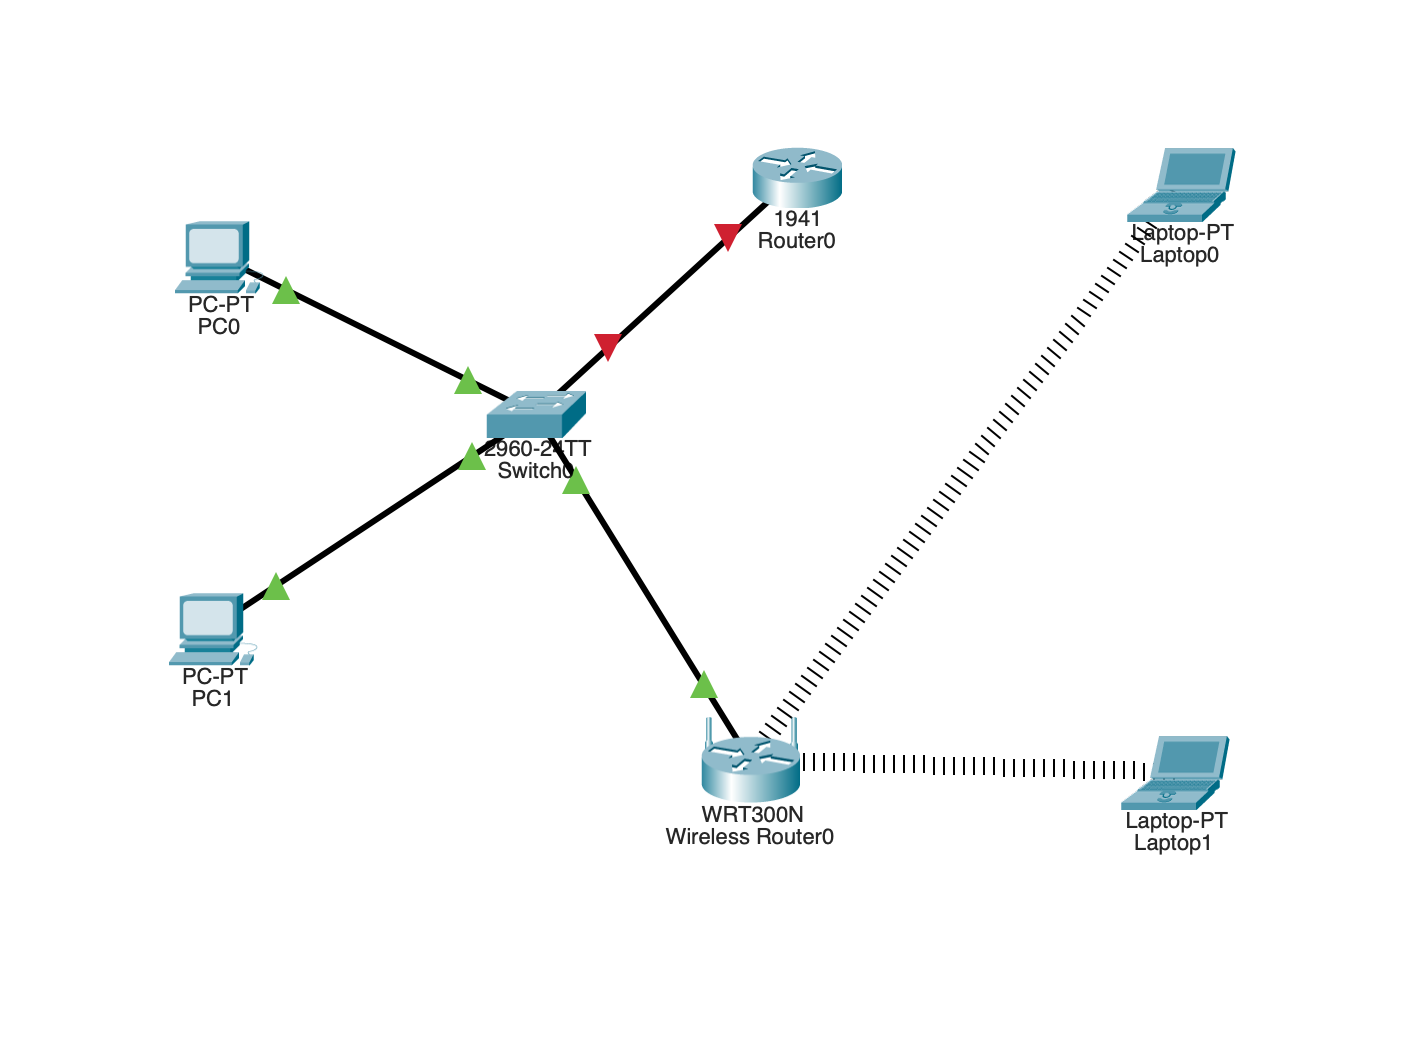 1941
Router0
Laptop-PT
Laptop0
PC-PT
PC0
2960-24TT
Switch0
PC-PT
PC1
WRT300N
Wireless Router0
Laptop-PT
Laptop1